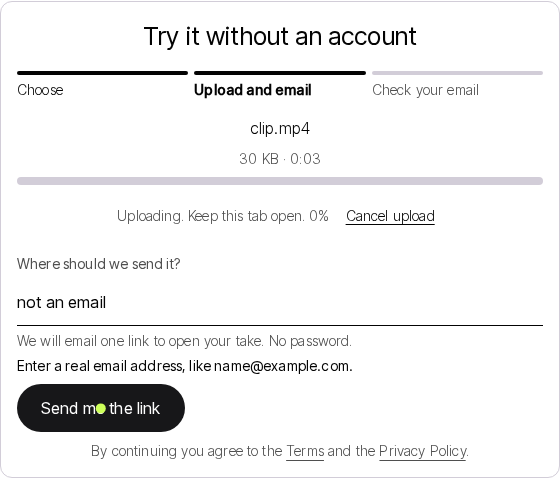 Try it without an account
Choose
Upload and email
Check your email
clip.mp4
30 KB · 0:03
Uploading. Keep this tab open. 0% Cancel upload
Where should we send it?
not an email
We will email one link to open your take. No password.
Enter a real email address, like name@example.com.
Send me the link
By continuing you agree to the Terms and the Privacy Policy.